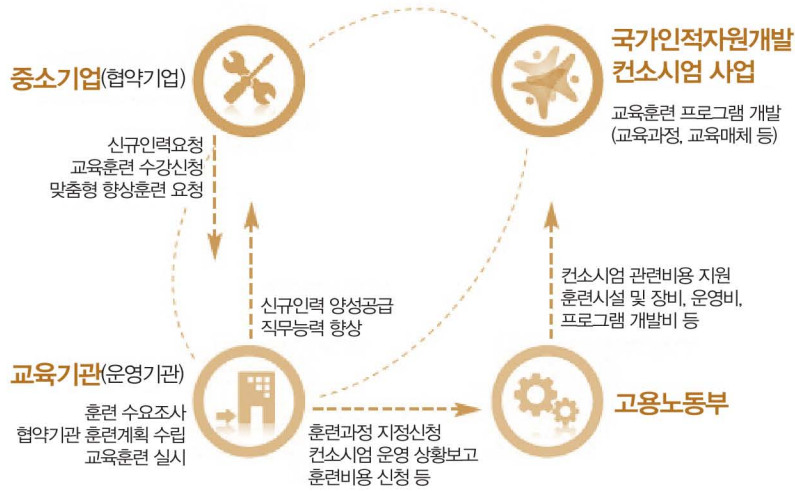 중소기업(협약기업)
국가인적자원개발
컨소시엄 사업
교육훈련 프로그램 개발
(교육과정, 교육매체 등)
신규인력요청
교육훈련 수강신청
맞춤형 향상훈련 요청
신규인력 양성공급
직무능력 향상
컨소시엄 관련비용 지원
훈련시설 및 장비, 운영비,
프로그램 개발비 등
교육기관(운영기관)
훈련 수요조사
협약기관 훈련계획 수립
교육훈련 실시
훈련과정 지정신청
컨소시엄 운영 상황보고
훈련비용 신청 등
고용노동부